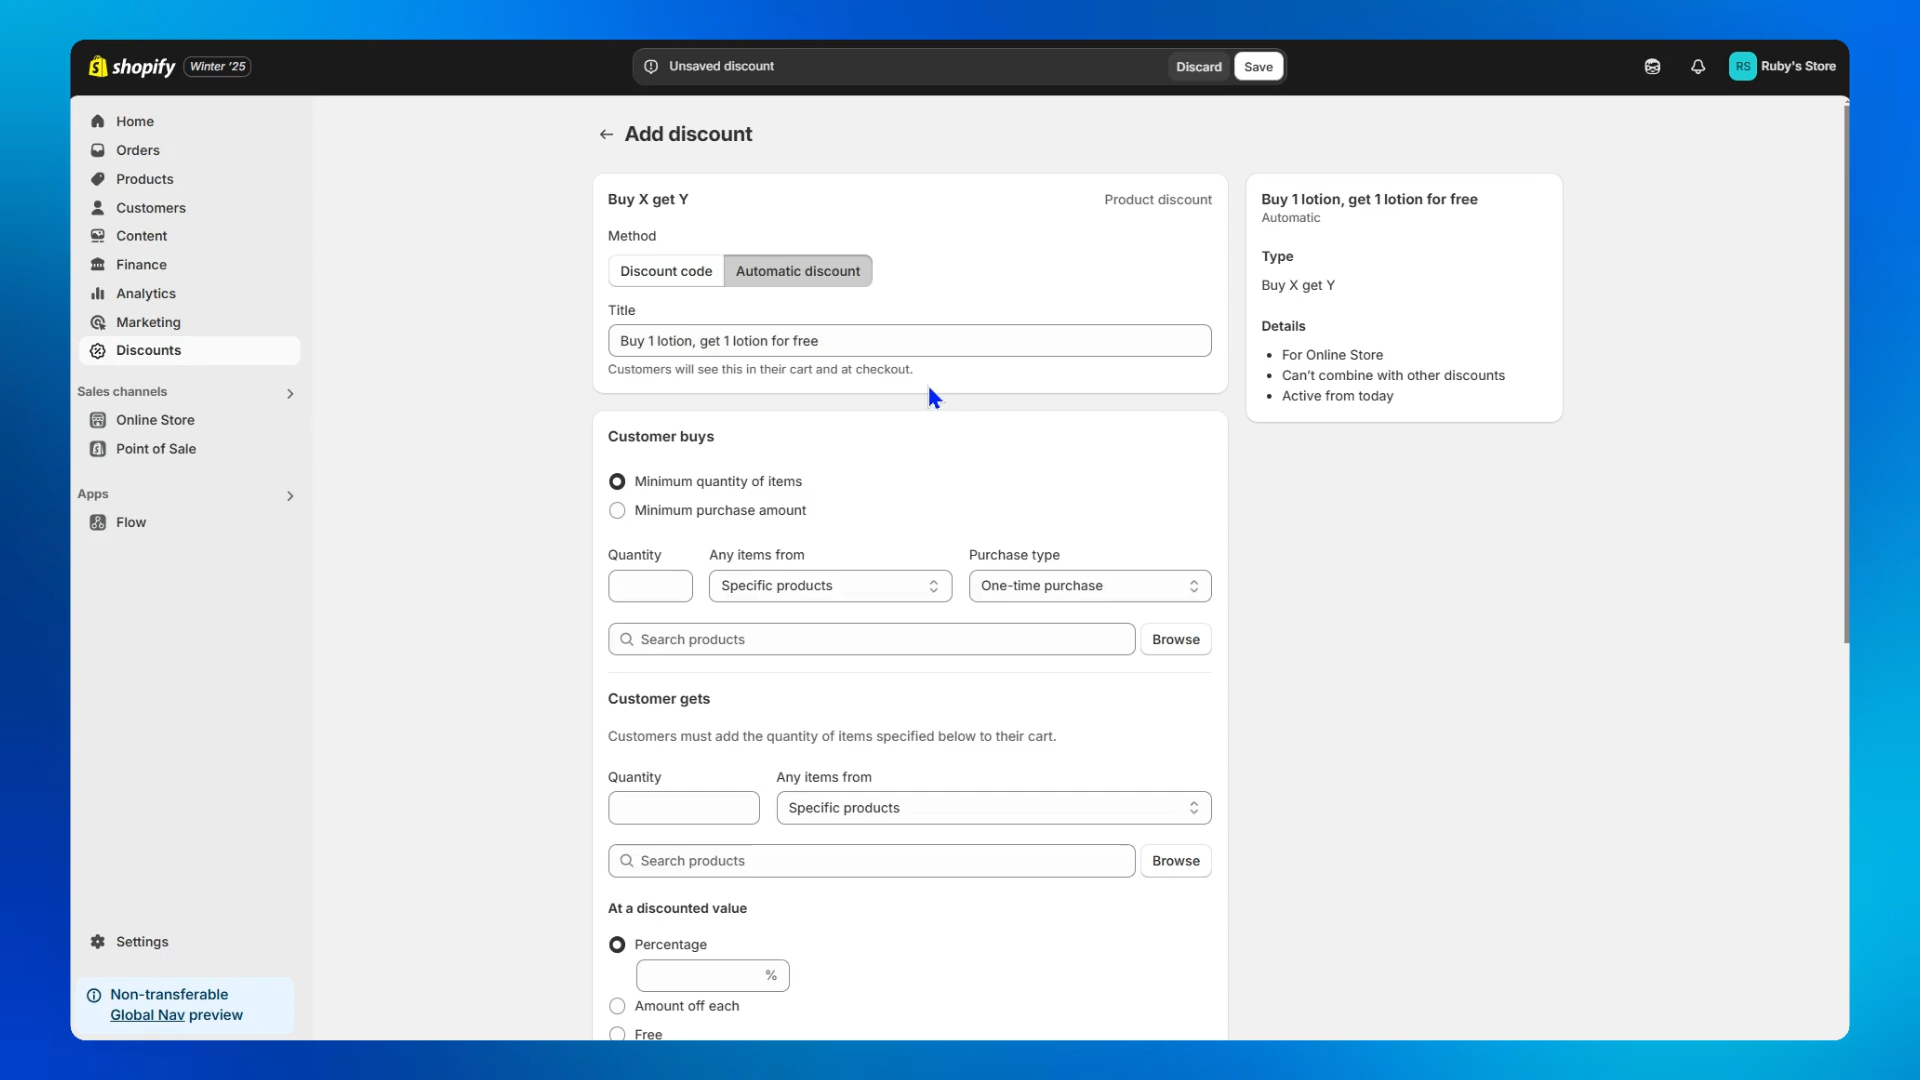 shopify Winter '25
Unsaved discount
Discard
Save
RS
Ruby's Store
Home
Orders
Products
Customers
Content
Finance
Analytics
Marketing
Discounts
Sales channels
Online Store
Point of Sale
Apps
Flow
Settings
Non-transferable
Global Nav preview
Add discount
Buy X get Y
Product discount
Method
Discount code
Automatic discount
Title
Buy 1 lotion, get 1 lotion for free
Customers will see this in their cart and at checkout.
Customer buys
Minimum quantity of items
Minimum purchase amount
Quantity
Any items from
Purchase type
Specific products
One-time purchase
Search products
Browse
Customer gets
Customers must add the quantity of items specified below to their cart.
Quantity
Any items from
Specific products
Search products
Browse
At a discounted value
Percentage
%
Amount off each
Free
Buy 1 lotion, get 1 lotion for free
Automatic
Type
Buy X get Y
Details
For Online Store
Can't combine with other discounts
Active from today